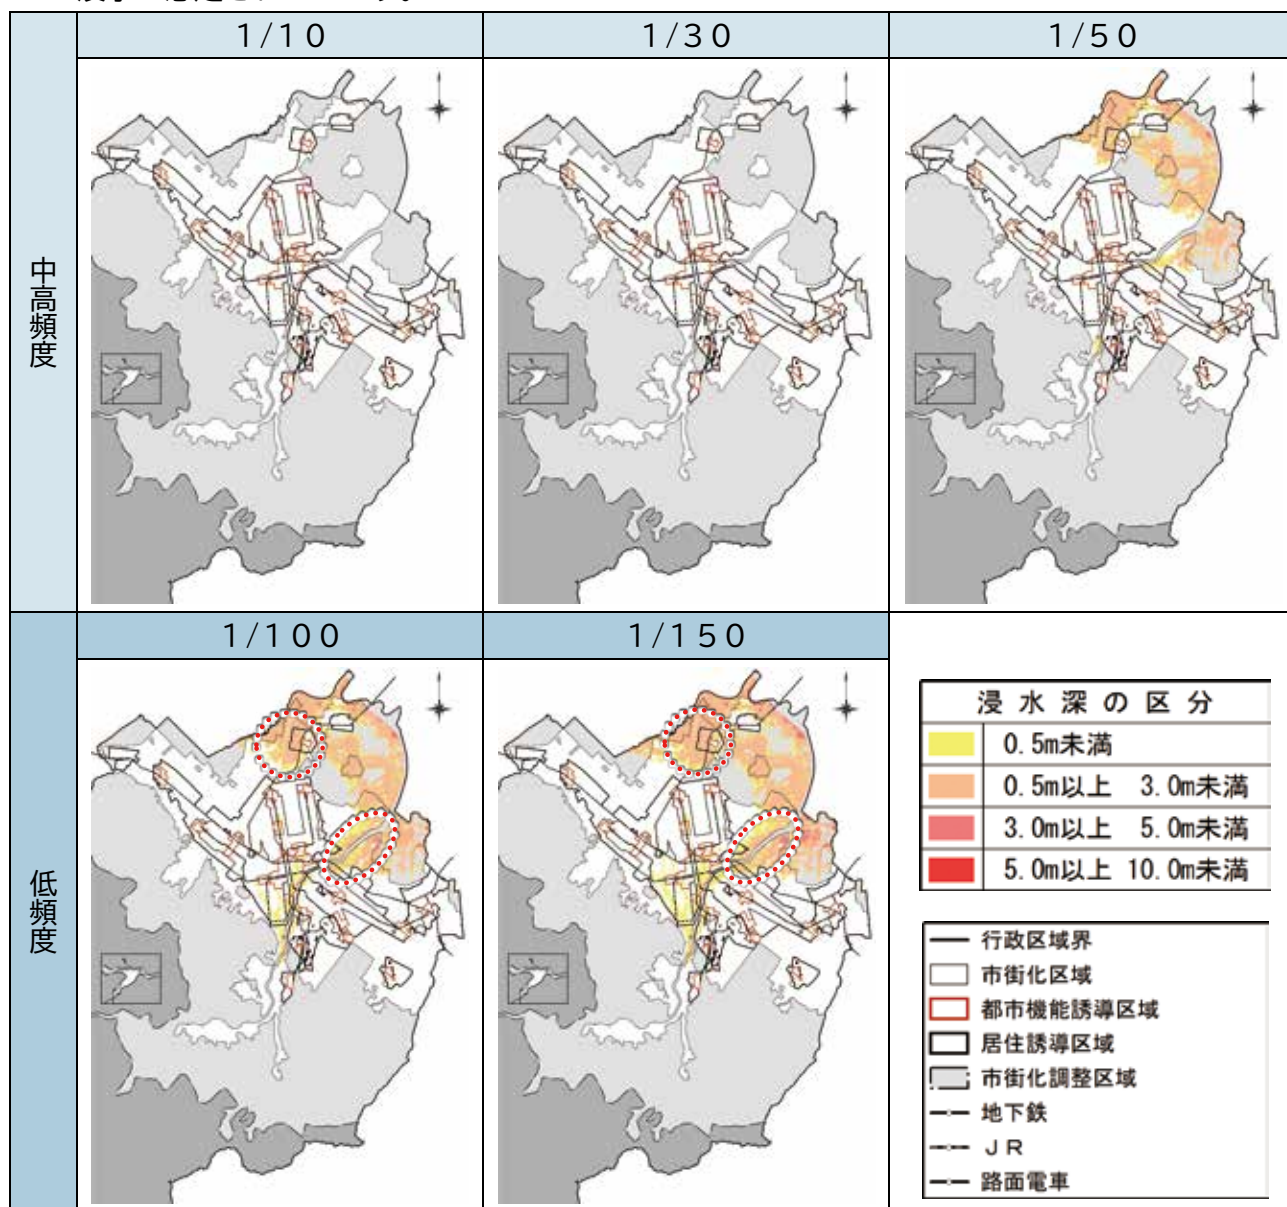 1/10
1/30
1/50
中高頻度
1/100
1/150
低頻度
浸水深の区分
0.5m未満
0.5m以上 3.0m未満
3.0m以上 5.0m未満
5.0m以上 10.0m未満
行政区域界
市街化区域
都市機能誘導区域
居住誘導区域
市街化調整区域
地下鉄
JR
路面電車